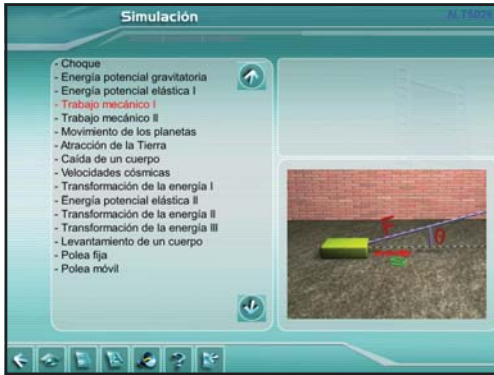 Simulación
- Choque
- Energía potencial gravitatoria
- Energía potencial elástica I
- Trabajo mecánico I
- Trabajo mecánico II
- Movimiento de los planetas
- Atracción de la Tierra
- Caída de un cuerpo
- Velocidades cósmicas
- Transformación de la energía I
- Energía potencial elástica II
- Transformación de la energía II
- Transformación de la energía III
- Levantamiento de un cuerpo
- Polea fija
- Polea móvil
F
θ